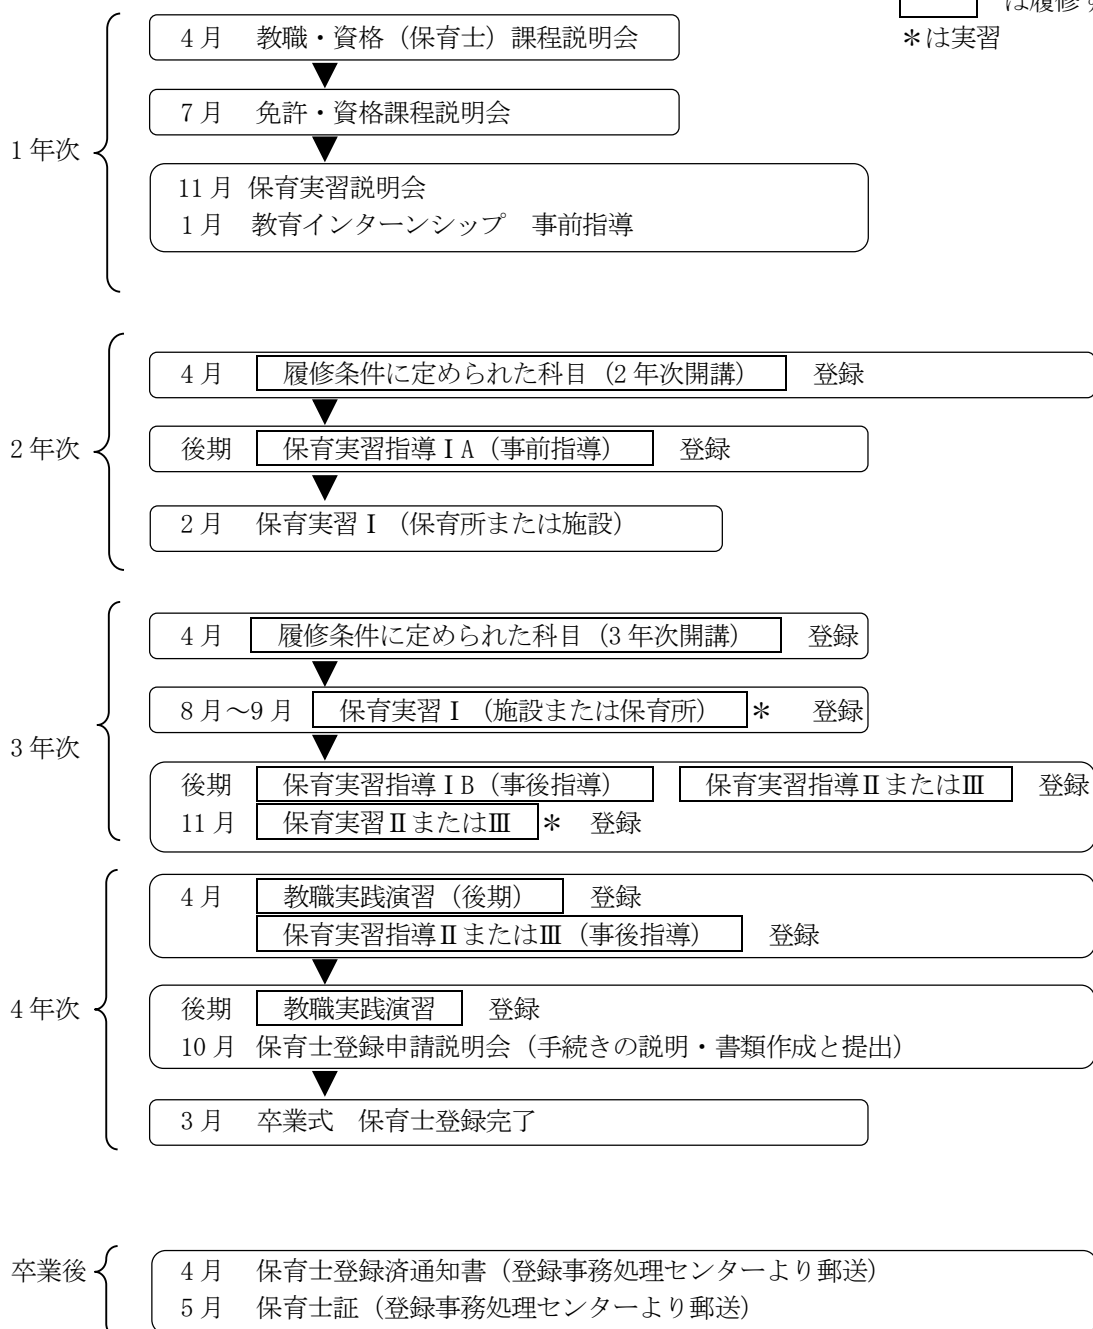 は履修す
＊は実習
1年次
4月　教職・資格（保育士）課程説明会
7月　免許・資格課程説明会
11月 保育実習説明会
1月　教育インターンシップ　事前指導
2年次
4月　履修条件に定められた科目（2年次開講）　登録
後期　保育実習指導ⅠA（事前指導）　登録
2月　保育実習Ⅰ（保育所または施設）
3年次
4月　履修条件に定められた科目（3年次開講）　登録
8月～9月　保育実習Ⅰ（施設または保育所）＊　登録
後期　保育実習指導ⅠB（事後指導）　保育実習指導ⅡまたはⅢ　登録
11月　保育実習ⅡまたはⅢ＊　登録
4年次
4月　教職実践演習（後期）　登録
保育実習指導ⅡまたはⅢ（事後指導）　登録
後期　教職実践演習　登録
10月　保育士登録申請説明会（手続きの説明・書類作成と提出）
3月　卒業式　保育士登録完了
卒業後
4月　保育士登録済通知書（登録事務処理センターより郵送）
5月　保育士証（登録事務処理センターより郵送）